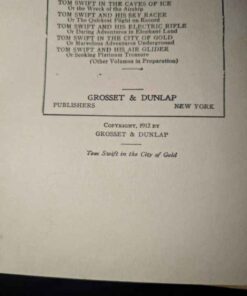 TOM SWIFT IN THE CAVES OF ICE
Or the Wreck of the Airship
TOM SWIFT AND HIS SKY RACER
Or The Quickest Flight on Record
TOM SWIFT AND HIS ELECTRIC RIFLE
Or Daring Adventures in Elephant Land
TOM SWIFT IN THE CITY OF GOLD
Or Marvelous Adventures Underground
TOM SWIFT AND HIS AIR GLIDER
Or Seeking Platinum Treasure
(Other Volumes in Preparation)
GROSSET & DUNLAP
PUBLISHERS NEW YORK
COPYRIGHT, 1912 BY
GROSSET & DUNLAP
Tom Swift in the City of Gold